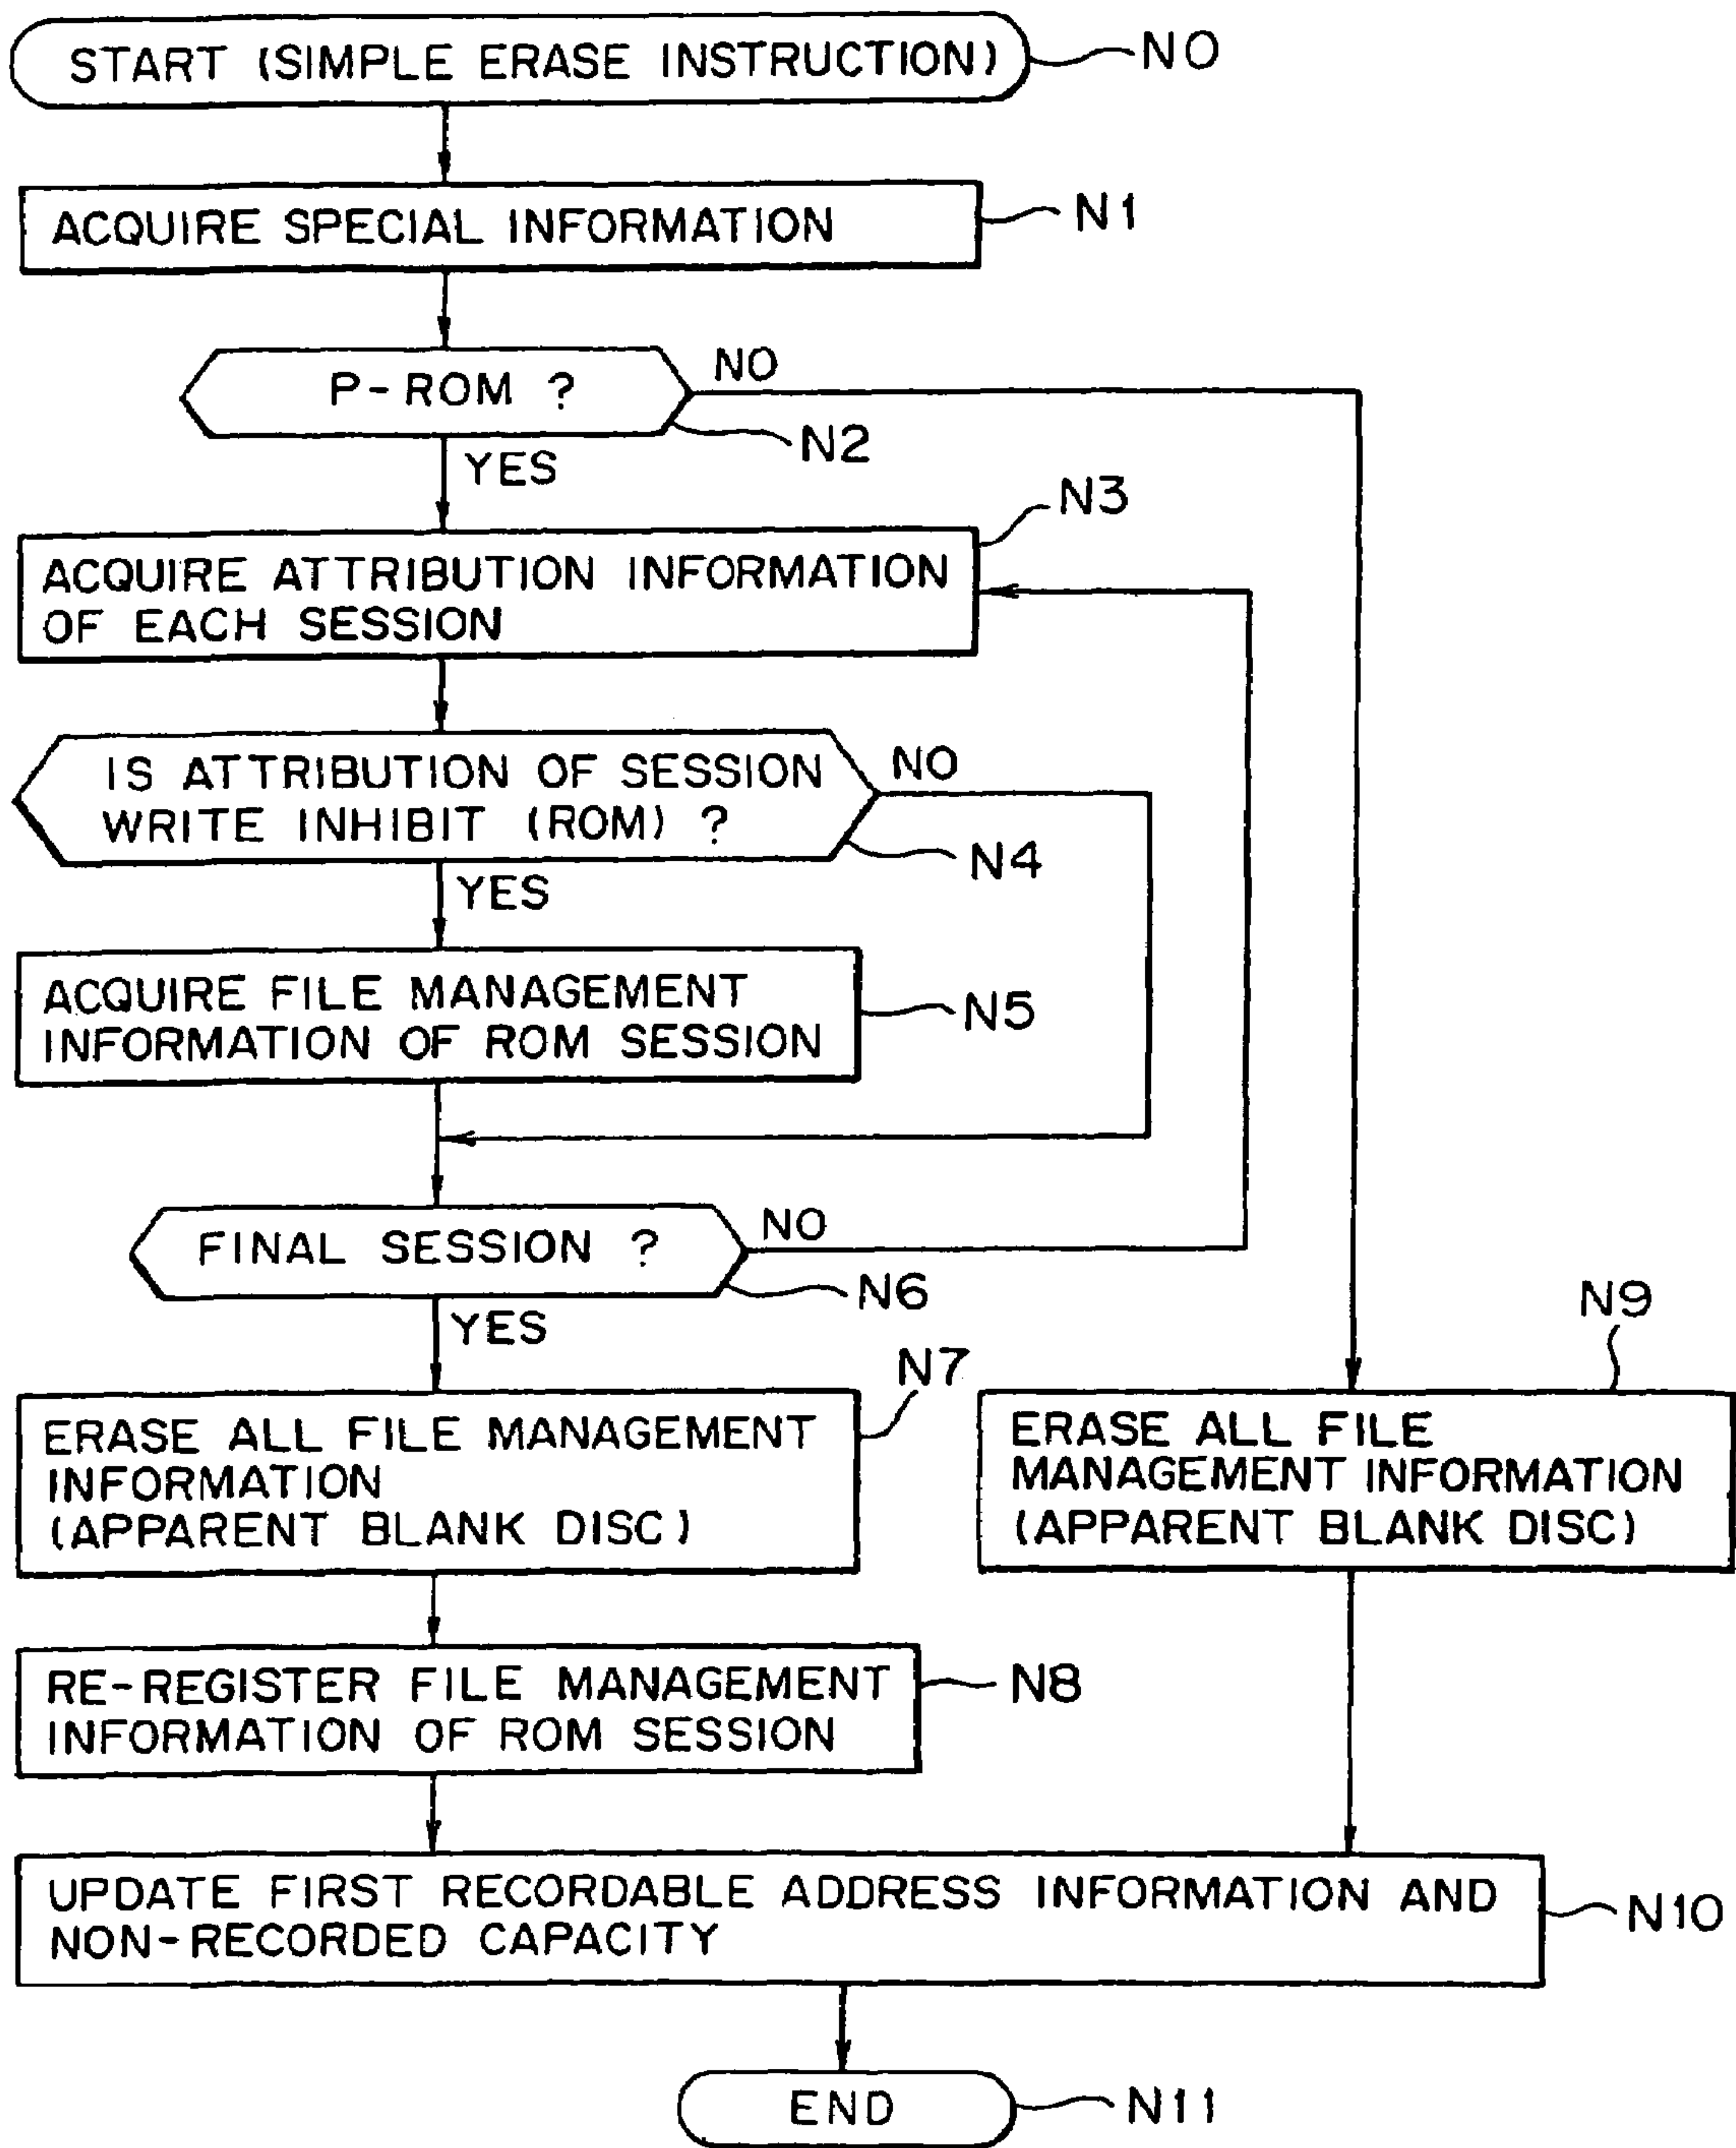 START (SIMPLE ERASE INSTRUCTION)
N0
ACQUIRE SPECIAL INFORMATION
N1
P-ROM ?
NO
N2
YES
N3
ACQUIRE ATTRIBUTION INFORMATION
OF EACH SESSION
IS ATTRIBUTION OF SESSION
WRITE INHIBIT (ROM) ?
NO
N4
YES
ACQUIRE FILE MANAGEMENT
INFORMATION OF ROM SESSION
N5
FINAL SESSION ?
NO
N6
YES
N7
ERASE ALL FILE MANAGEMENT
INFORMATION
(APPARENT BLANK DISC)
N9
ERASE ALL FILE
MANAGEMENT INFORMATION
(APPARENT BLANK DISC)
RE-REGISTER FILE MANAGEMENT
INFORMATION OF ROM SESSION
N8
UPDATE FIRST RECORDABLE ADDRESS INFORMATION AND
NON-RECORDED CAPACITY
N10
END
N11